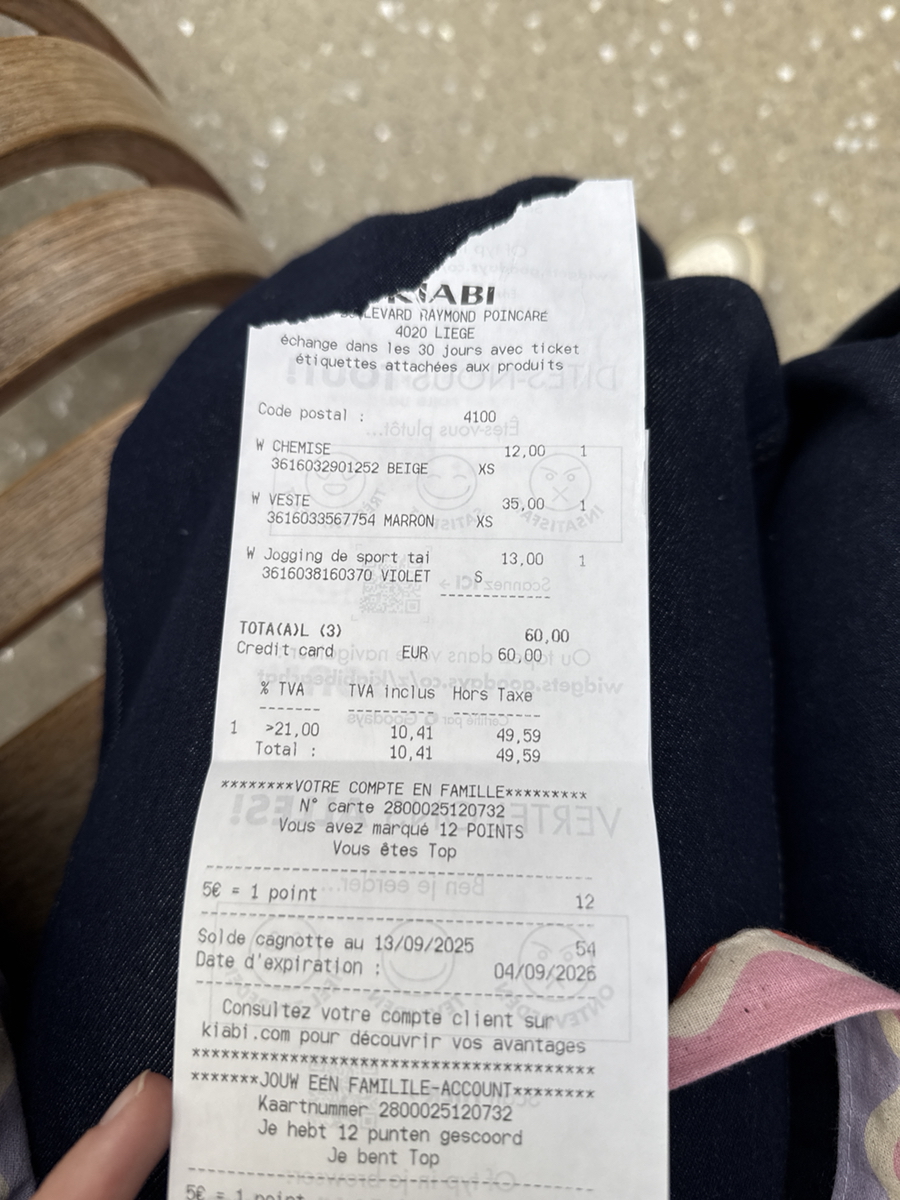 KIABI
LEVARD RAYMOND POINCARE
4020 LIEGE
échange dans les 30 jours avec ticket
étiquettes attachées aux produits
Code postal : 4100
W CHEMISE 12,00 1
3616032901252 BEIGE XS
W VESTE 35,00 1
3616033567754 MARRON XS
W Jogging de sport tai 13,00 1
3616038160370 VIOLET S
------------
TOTA(A)L (3) 60,00
Credit card EUR 60,00
% TVA TVA inclus Hors Taxe
------- ---------- ----------
1 >21,00 10,41 49,59
Total : 10,41 49,59
********VOTRE COMPTE EN FAMILLE*********
N° carte 2800025120732
Vous avez marqué 12 POINTS
Vous êtes Top
----------------------------------------
5€ = 1 point 12
----------------------------------------
Solde cagnotte au 13/09/2025 54
Date d'expiration : 04/09/2026
----------------------------------------
Consultez votre compte client sur
kiabi.com pour découvrir vos avantages
****************************************
*******JOUW EEN FAMILILE-ACCOUNT********
Kaartnummer 2800025120732
Je hebt 12 punten gescoord
Je bent Top
----------------------------------------
5€ = 1 point